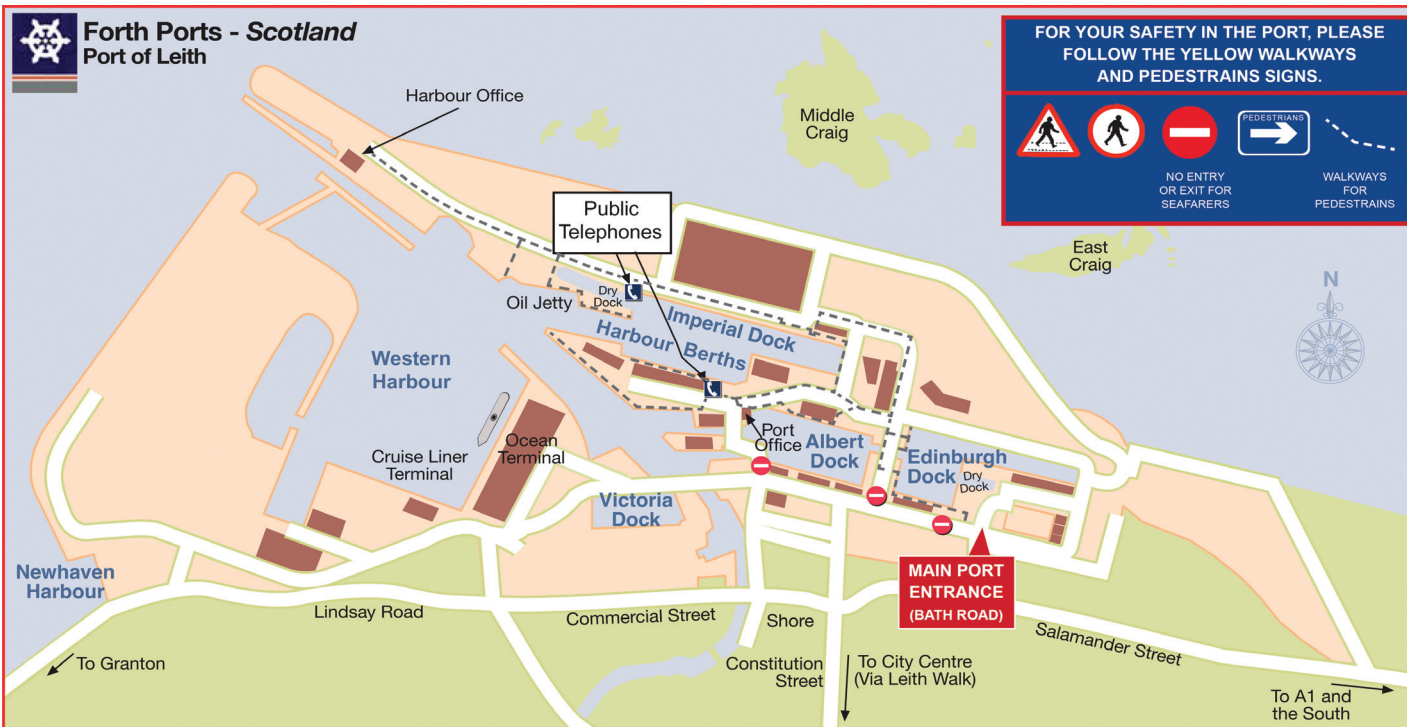 Forth Ports - Scotland
Port of Leith
FOR YOUR SAFETY IN THE PORT, PLEASE
FOLLOW THE YELLOW WALKWAYS
AND PEDESTRAINS SIGNS.
PEDESTRIANS
NO ENTRY
OR EXIT FOR
SEAFARERS
WALKWAYS
FOR
PEDESTRAINS
Harbour Office
Middle
Craig
Public
Telephones
East
Craig
N
Oil Jetty
Dry
Dock
Imperial Dock
Harbour Berths
Western
Harbour
Port
Office
Albert
Dock
Edinburgh
Dock
Dry
Dock
Cruise Liner
Terminal
Ocean
Terminal
Victoria
Dock
Newhaven
Harbour
MAIN PORT
ENTRANCE
(BATH ROAD)
Lindsay Road
Commercial Street
Shore
Salamander Street
To Granton
Constitution
Street
To City Centre
(Via Leith Walk)
To A1 and
the South